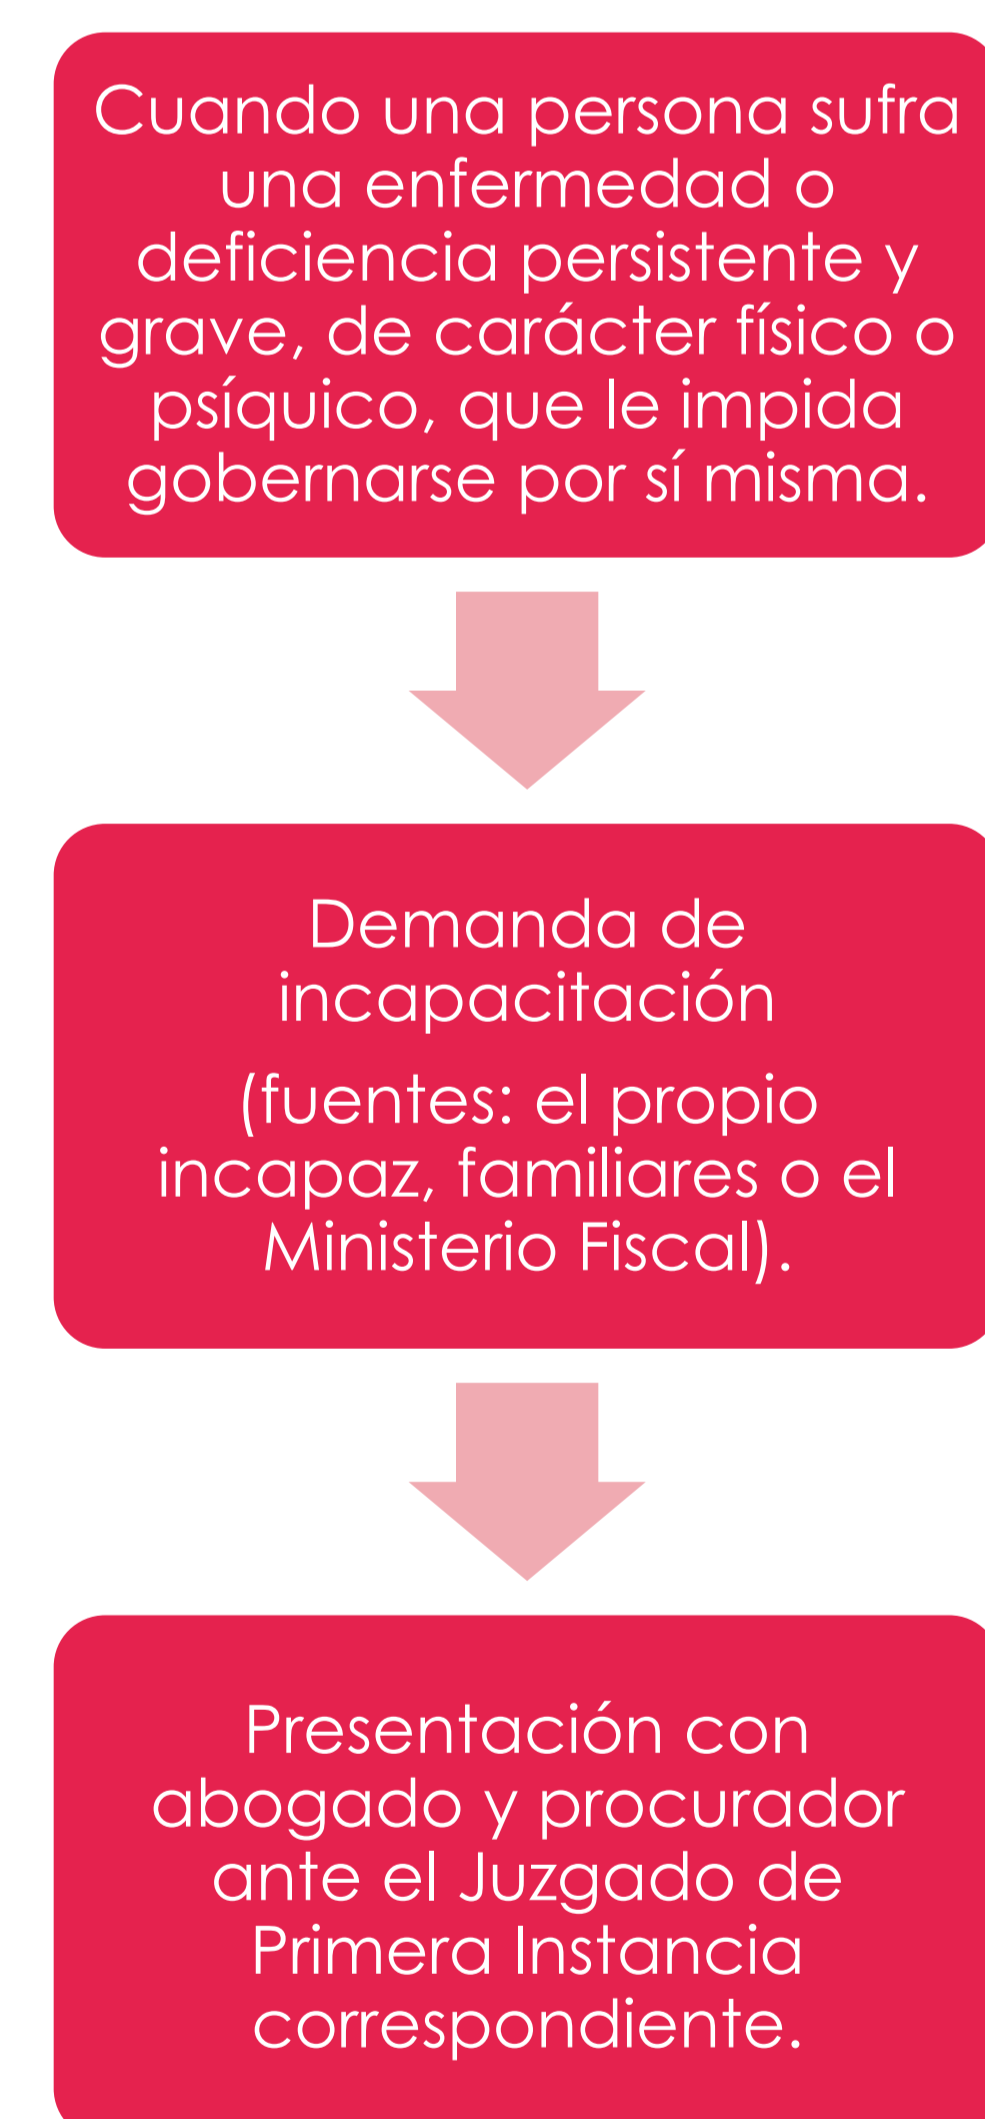 Cuando una persona sufra
una enfermedad o
deficiencia persistente y
grave, de carácter físico o
psíquico, que le impida
gobernarse por sí misma.
Demanda de
incapacitación
(fuentes: el propio
incapaz, familiares o el
Ministerio Fiscal).
Presentación con
abogado y procurador
ante el Juzgado de
Primera Instancia
correspondiente.